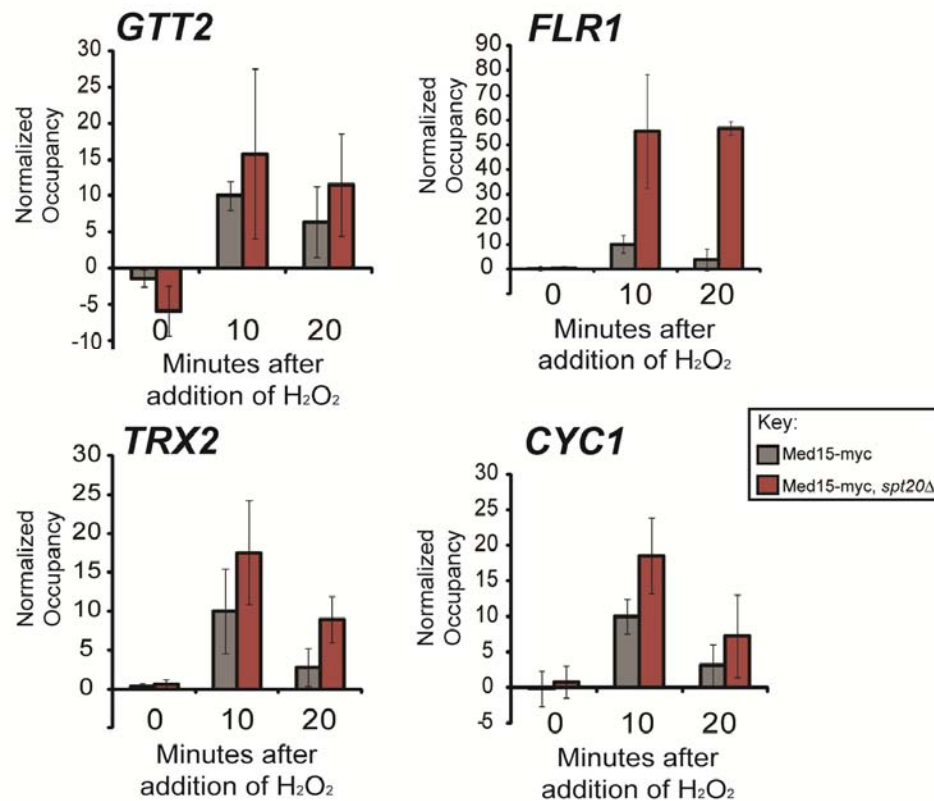 GTT2
Normalized
Occupancy
30
25
20
15
10
5
0
-5
-10
0 10 20
Minutes after
addition of H₂O₂
FLR1
Normalized
Occupancy
90
80
70
60
50
40
30
20
10
0
0 10 20
Minutes after
addition of H₂O₂
TRX2
Normalized
Occupancy
30
25
20
15
10
5
0
0 10 20
Minutes after
addition of H₂O₂
CYC1
Normalized
Occupancy
30
25
20
15
10
5
0
-5
0 10 20
Minutes after
addition of H₂O₂
Key:
Med15-myc
Med15-myc, spt20Δ